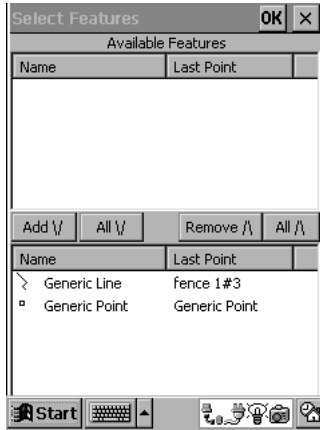 Select Features OK ×
Available Features
Name Last Point
Add \/ All \/ Remove /\ All /\
Name Last Point
Generic Line fence 1#3
Generic Point Generic Point
Start